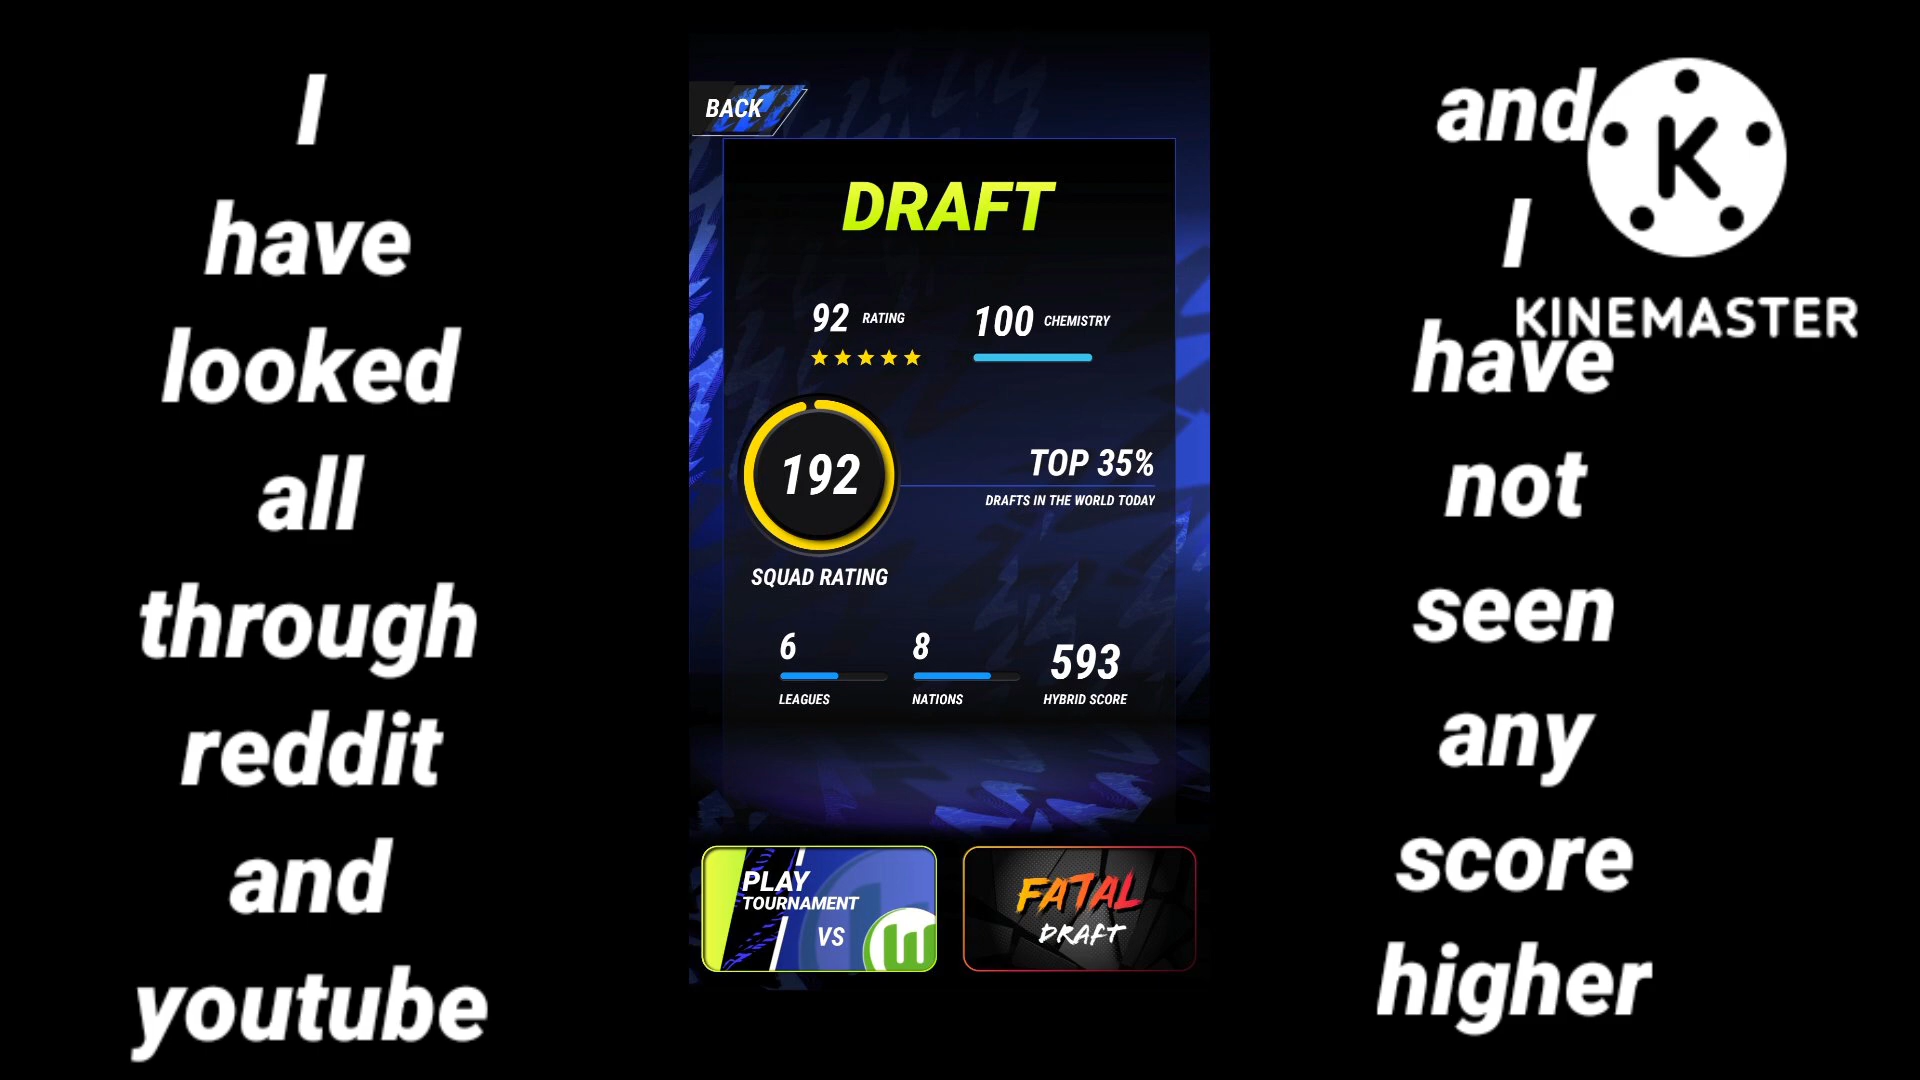 I
have
looked
all
through
reddit
and
youtube
BACK
DRAFT
92 RATING
100 CHEMISTRY
192
SQUAD RATING
TOP 35%
DRAFTS IN THE WORLD TODAY
6
LEAGUES
8
NATIONS
593
HYBRID SCORE
PLAY
TOURNAMENT
VS
FATAL
DRAFT
and
I
have
not
seen
any
score
higher
K
KINEMASTER